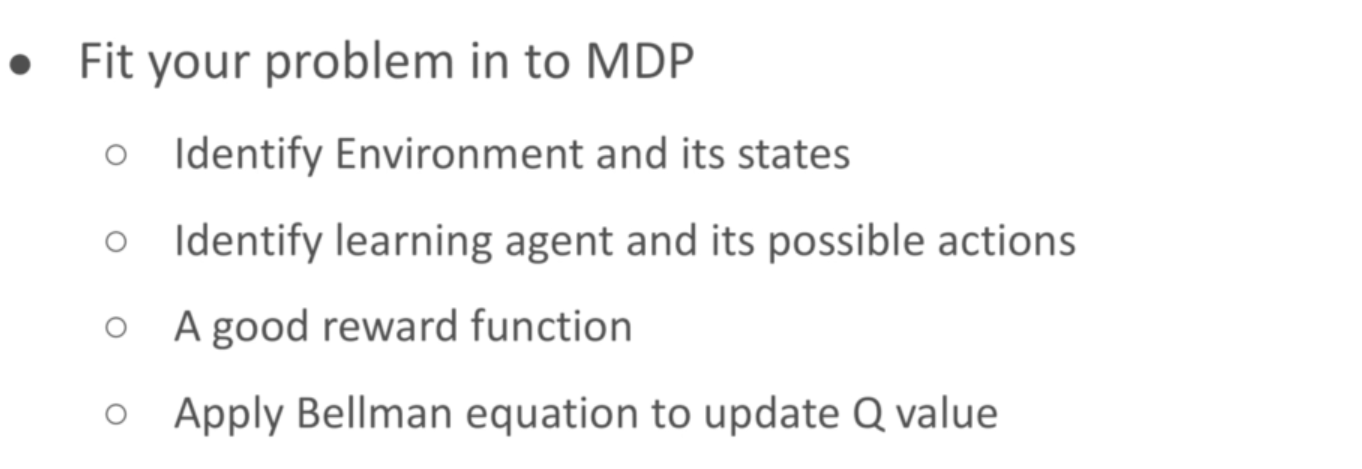 ● Fit your problem in to MDP
○ Identify Environment and its states
○ Identify learning agent and its possible actions
○ A good reward function
○ Apply Bellman equation to update Q value